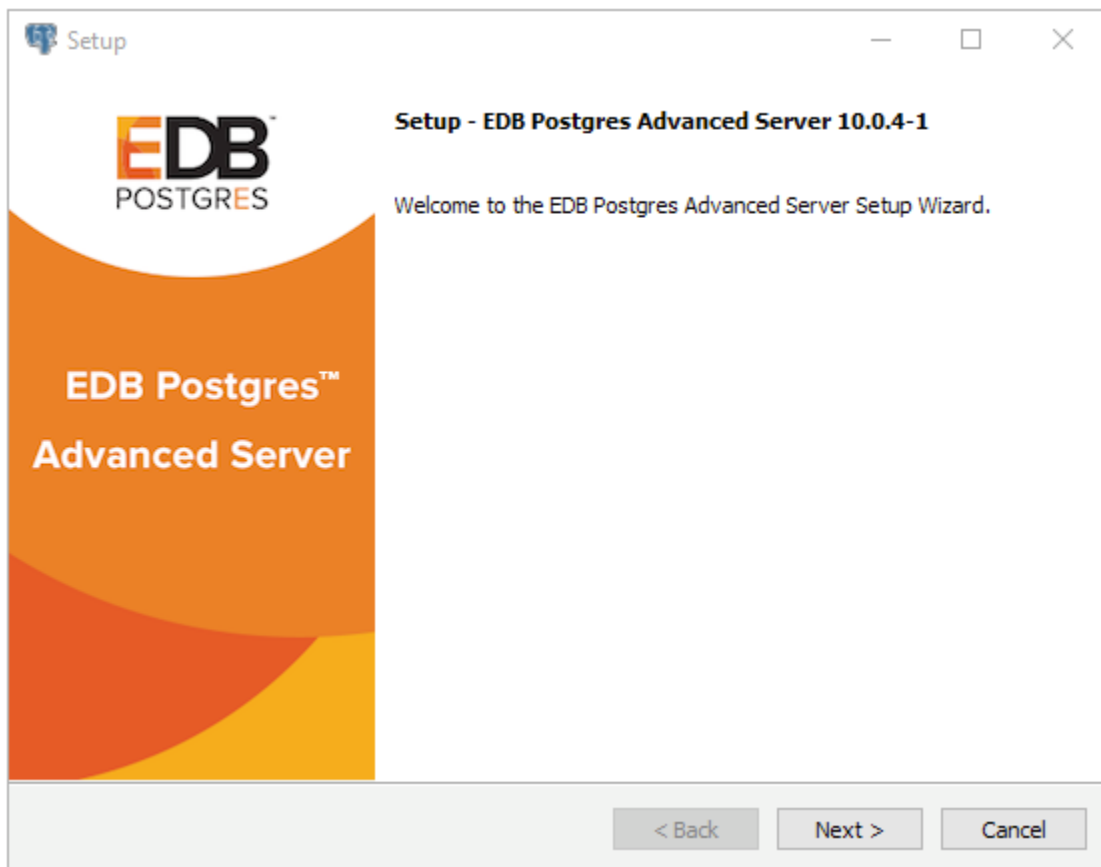 Setup
EDB™
POSTGRES
Setup - EDB Postgres Advanced Server 10.0.4-1
Welcome to the EDB Postgres Advanced Server Setup Wizard.
EDB Postgres™
Advanced Server
< Back
Next >
Cancel